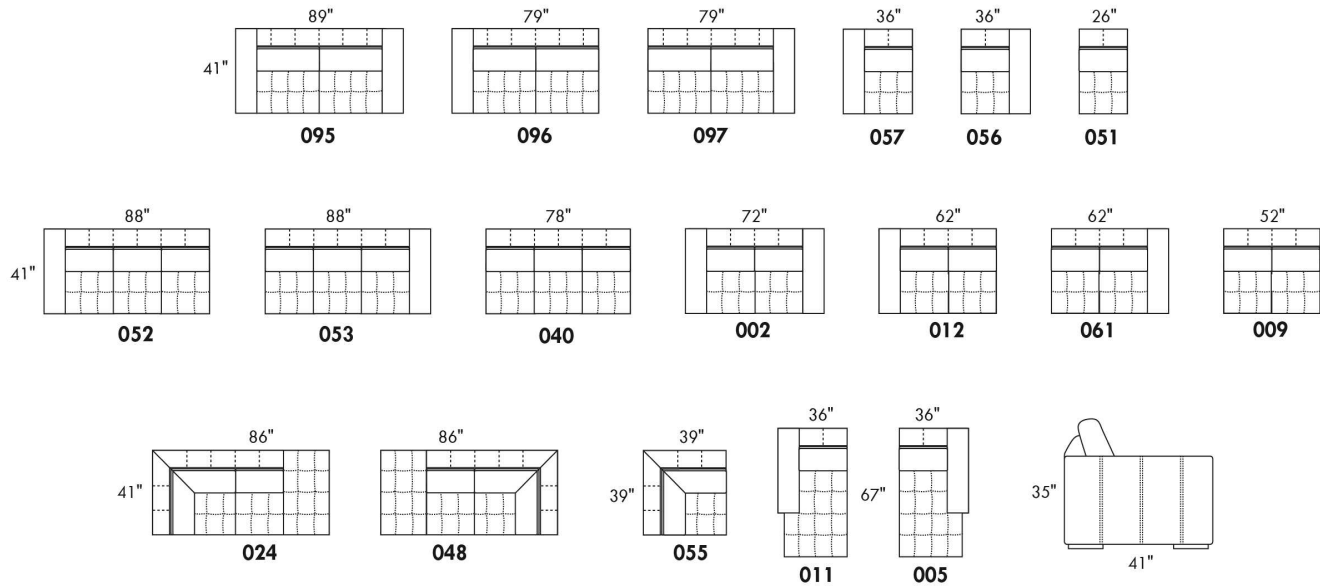 89" 79" 79" 36" 36" 26"
41"
095 096 097 057 056 051
88" 88" 78" 72" 62" 62" 52"
41"
052 053 040 002 012 061 009
36" 36"
86" 86" 39"
41" 39" 67" 35"
024 048 055 011 005 41"